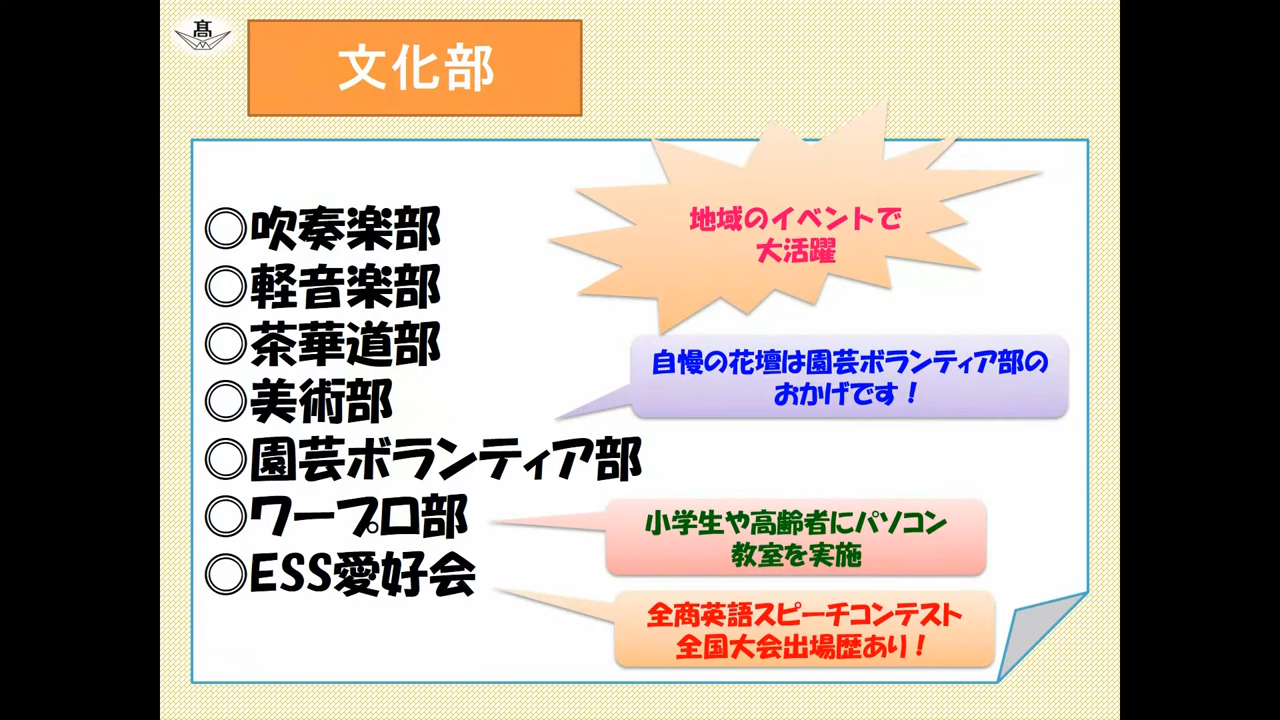 髙
文化部
地域のイベントで
大活躍
◎吹奏楽部
◎軽音楽部
◎茶華道部
◎美術部
◎園芸ボランティア部
◎ワープロ部
◎ESS愛好会
自慢の花壇は園芸ボランティア部の
おかげです！
小学生や高齢者にパソコン
教室を実施
全商英語スピーチコンテスト
全国大会出場歴あり！